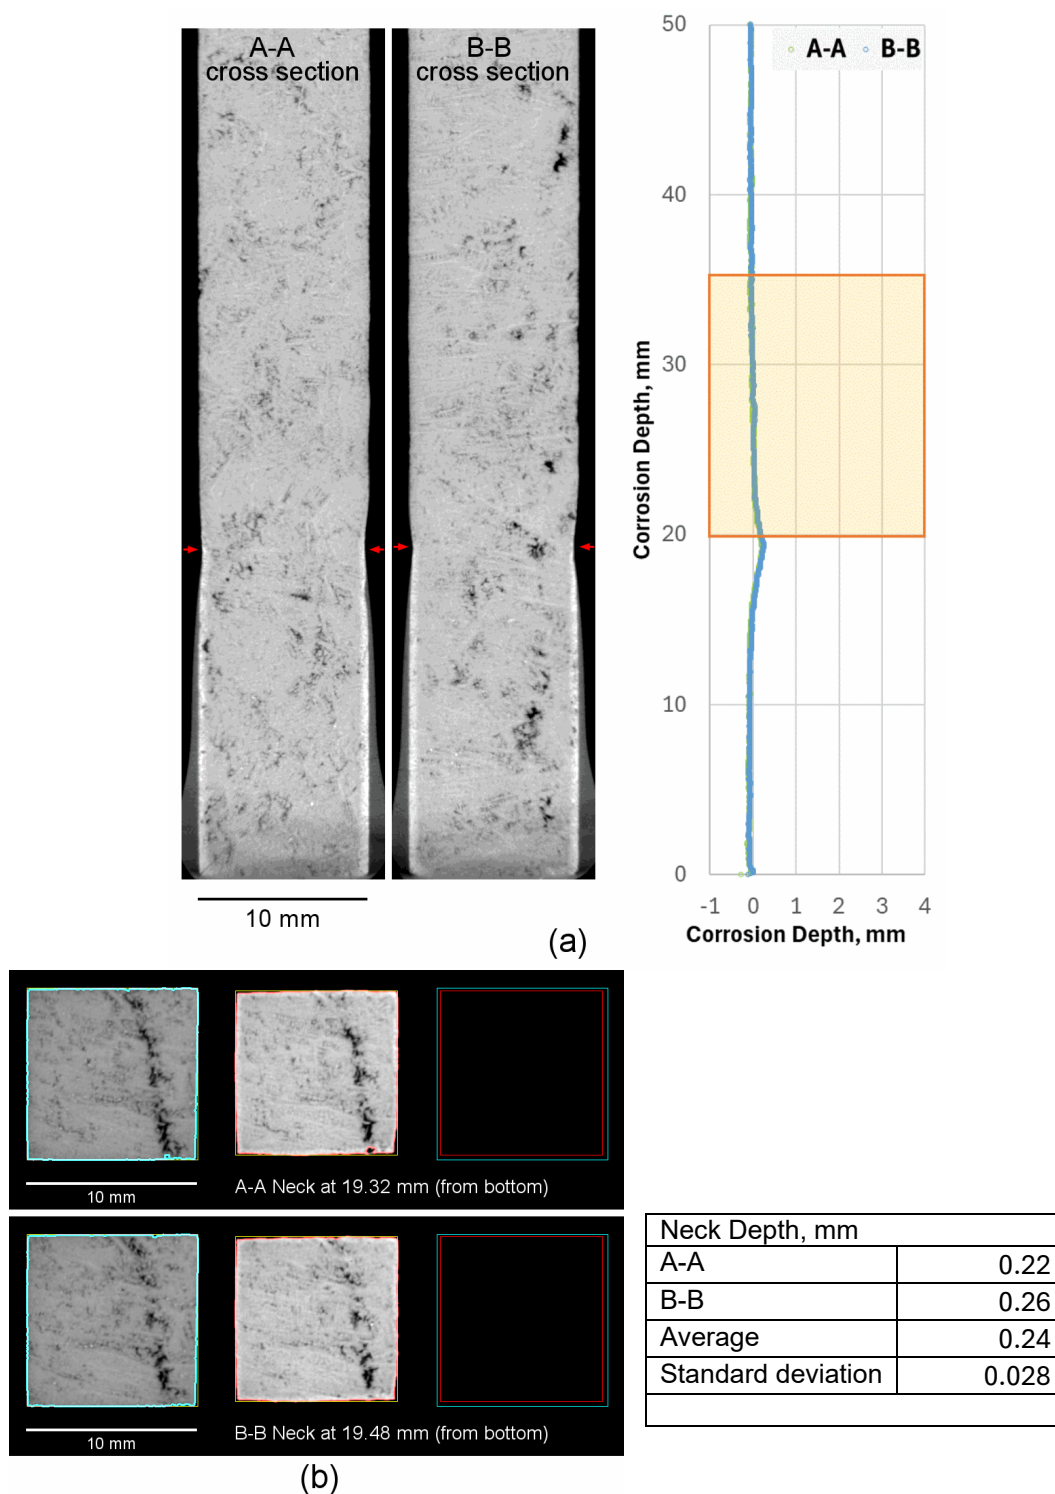 A-A
cross section
B-B
cross section
10 mm
A-A B-B
50
40
30
20
10
0
Corrosion Depth, mm
-1 0 1 2 3 4
Corrosion Depth, mm
(a)
10 mm
A-A Neck at 19.32 mm (from bottom)
10 mm
B-B Neck at 19.48 mm (from bottom)
(b)
Neck Depth, mm
A-A 0.22
B-B 0.26
Average 0.24
Standard deviation 0.028